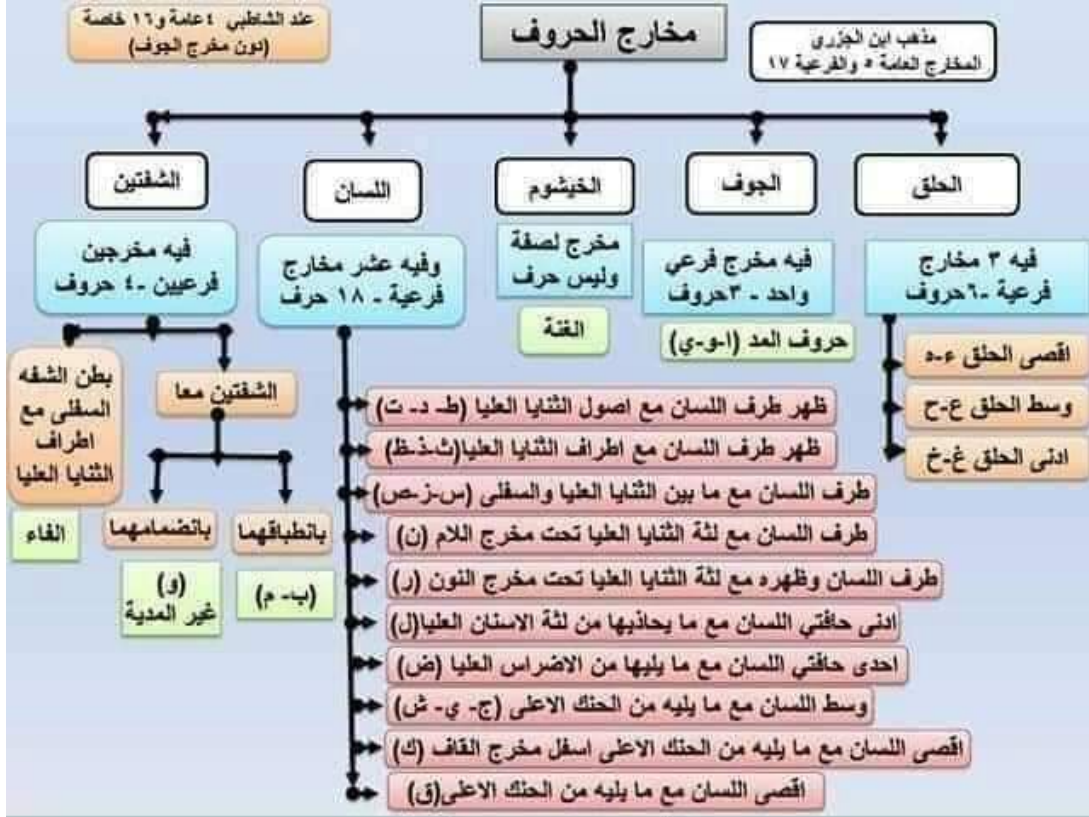 مخارج الحروف
مذهب ابن الجزري
المخارج العامة ٥ والفرعية ١٧
عند الشاطبي ٤ عامة و١٦ خاصة
(دون مخرج الجوف)
الحلق
فيه ٣ مخارج
فرعية -٦حروف
اقصى الحلق ء-ه
وسط الحلق ع-ح
ادنى الحلق غ-خ
الجوف
فيه مخرج فرعي
واحد -٣حروف
حروف المد (ا-و-ي)
الخيشوم
مخرج لصفة
وليس حرف
الغنة
اللسان
وفيه عشر مخارج
فرعية - ١٨ حرف
ظهر طرف اللسان مع اصول الثنايا العليا (ط- د- ت)
ظهر طرف اللسان مع اطراف الثنايا العليا(ث-ذ-ظ)
طرف اللسان مع ما بين الثنايا العليا والسفلى (س-ز-ص)
طرف اللسان مع لثة الثنايا العليا تحت مخرج اللام (ن)
طرف اللسان وظهره مع لثة الثنايا العليا تحت مخرج النون (ر)
ادنى حافتي اللسان مع ما يحاذيها من لثة الاسنان العليا(ل)
احدى حافتي اللسان مع ما يليها من الاضراس العليا (ض)
وسط اللسان مع ما يليه من الحنك الاعلى (ج- ي- ش)
اقصى اللسان مع ما يليه من الحنك الاعلى اسفل مخرج القاف (ك)
اقصى اللسان مع ما يليه من الحنك الاعلى(ق)
الشفتين
فيه مخرجين
فرعيين -٤ حروف
الشفتين معا
بانطباقهما
(ب- م)
بانضمامهما
(و)
غير المدية
بطن الشفه
السفلى مع
اطراف
الثنايا العليا
الفاء